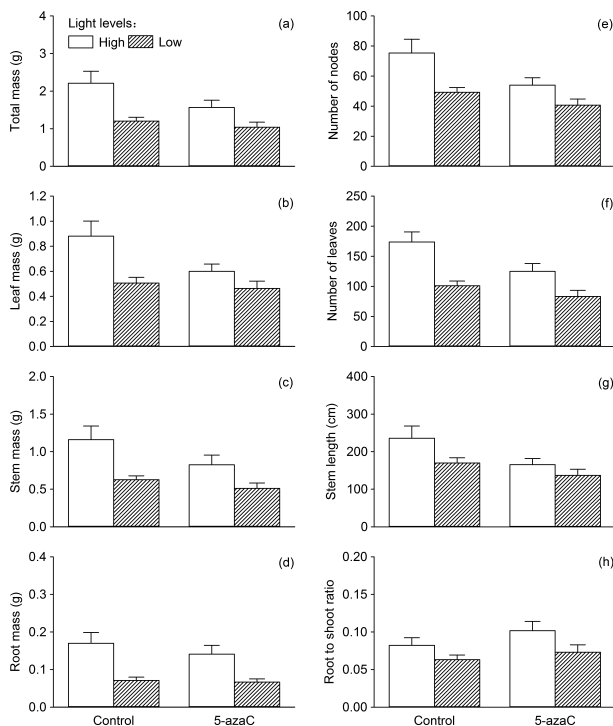 Light levels:
High Low
(a)
Total mass (g)
4
3
2
1
0
(e)
Number of nodes
100
80
60
40
20
0
(b)
Leaf mass (g)
1.2
1.0
0.8
0.6
0.4
0.2
0.0
(f)
Number of leaves
250
200
150
100
50
0
(c)
Stem mass (g)
2.0
1.5
1.0
0.5
0.0
(g)
Stem length (cm)
400
300
200
100
0
(d)
Root mass (g)
0.4
0.3
0.2
0.1
0.0
Control 5-azaC
(h)
Root to shoot ratio
0.20
0.15
0.10
0.05
0.00
Control 5-azaC